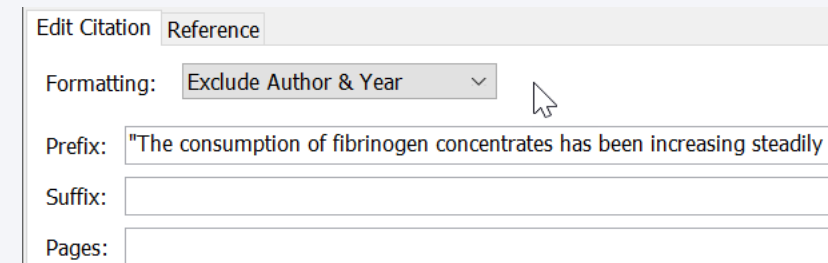 Edit Citation Reference
Formatting: Exclude Author & Year
Prefix: "The consumption of fibrinogen concentrates has been increasing steadily
Suffix:
Pages: